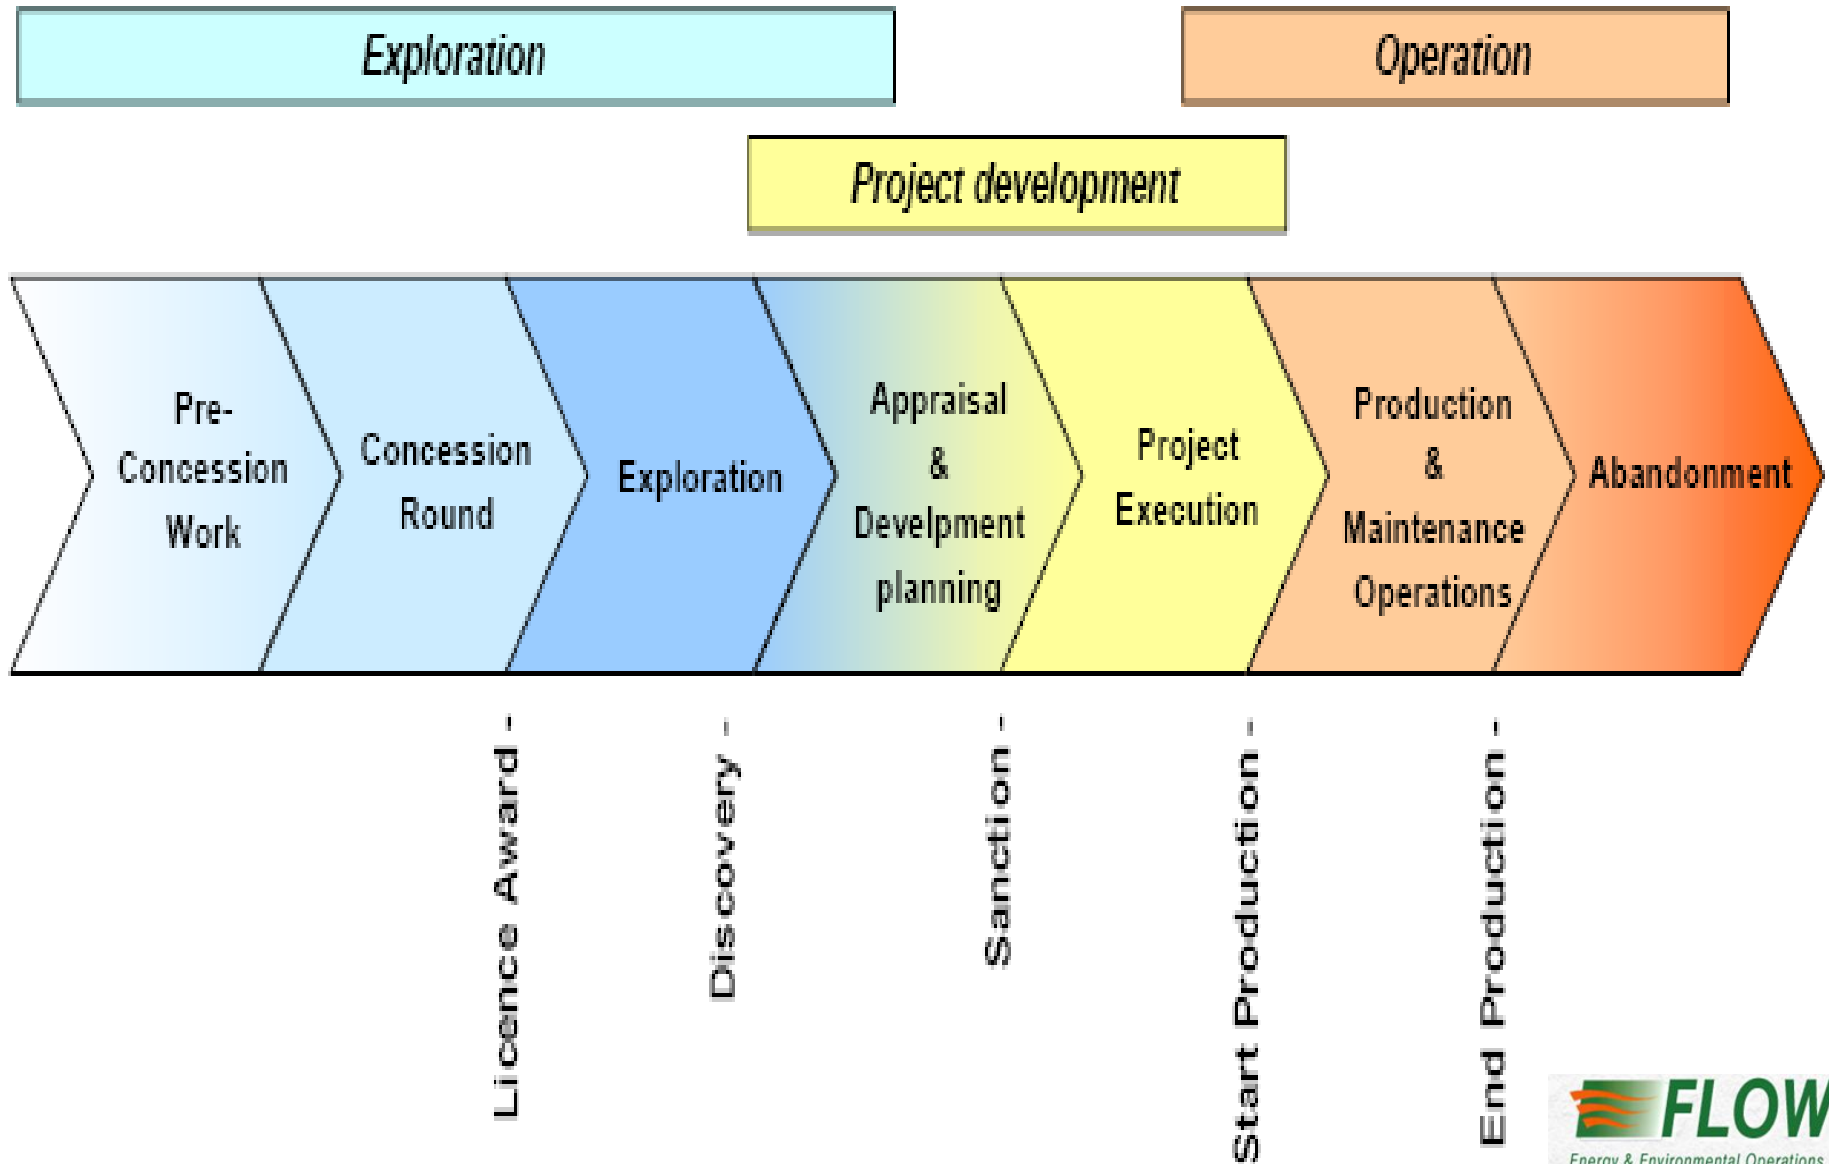 Exploration
Operation
Project development
Pre-
Concession
Work
Concession
Round
Exploration
Appraisal
&
Develpment
planning
Project
Execution
Production
&
Maintenance
Operations
Abandonment
Licence Award -
Discovery -
Sanction -
Start Production -
End Production -
FLOW
Energy & Environmental Operations